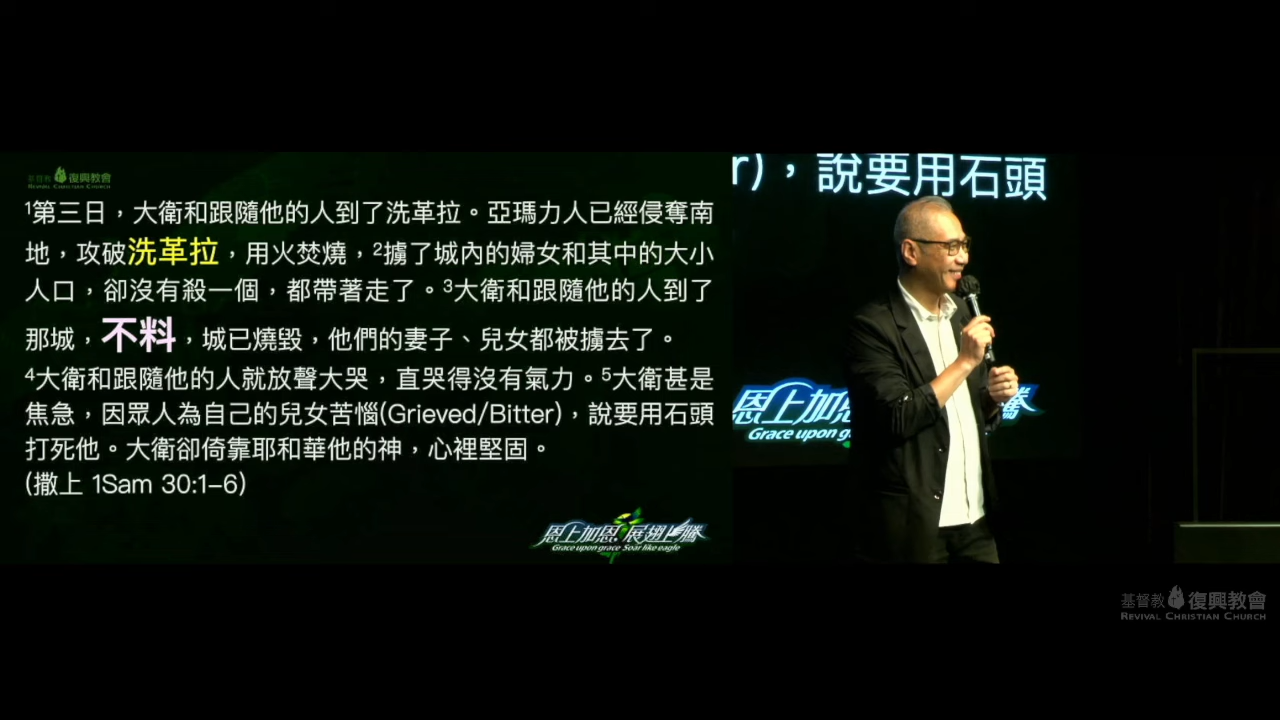 基督教 復興教會
REVIVAL CHRISTIAN CHURCH
1第三日，大衛和跟隨他的人到了洗革拉。亞瑪力人已經侵奪南
地，攻破洗革拉，用火焚燒，2擄了城內的婦女和其中的大小
人口，卻沒有殺一個，都帶著走了。3大衛和跟隨他的人到了
那城，不料，城已燒毀，他們的妻子、兒女都被擄去了。
4大衛和跟隨他的人就放聲大哭，直哭得沒有氣力。5大衛甚是
焦急，因眾人為自己的兒女苦惱(Grieved/Bitter)，說要用石頭
打死他。大衛卻倚靠耶和華他的神，心裡堅固。
(撒上 1Sam 30:1–6)
恩上加恩 展翅上騰
Grace upon grace Soar like eagle
r)，說要用石頭
恩上加 騰
Grace upon g
基督教 復興教會
REVIVAL CHRISTIAN CHURCH